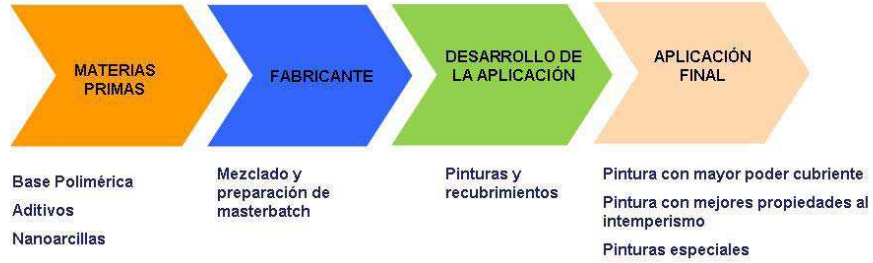 MATERIAS
PRIMAS
FABRICANTE
DESARROLLO DE
LA APLICACIÓN
APLICACIÓN
FINAL
Base Polimérica
Aditivos
Nanoarcillas
Mezclado y
preparación de
masterbatch
Pinturas y
recubrimientos
Pintura con mayor poder cubriente
Pintura con mejores propiedades al
intemperismo
Pinturas especiales